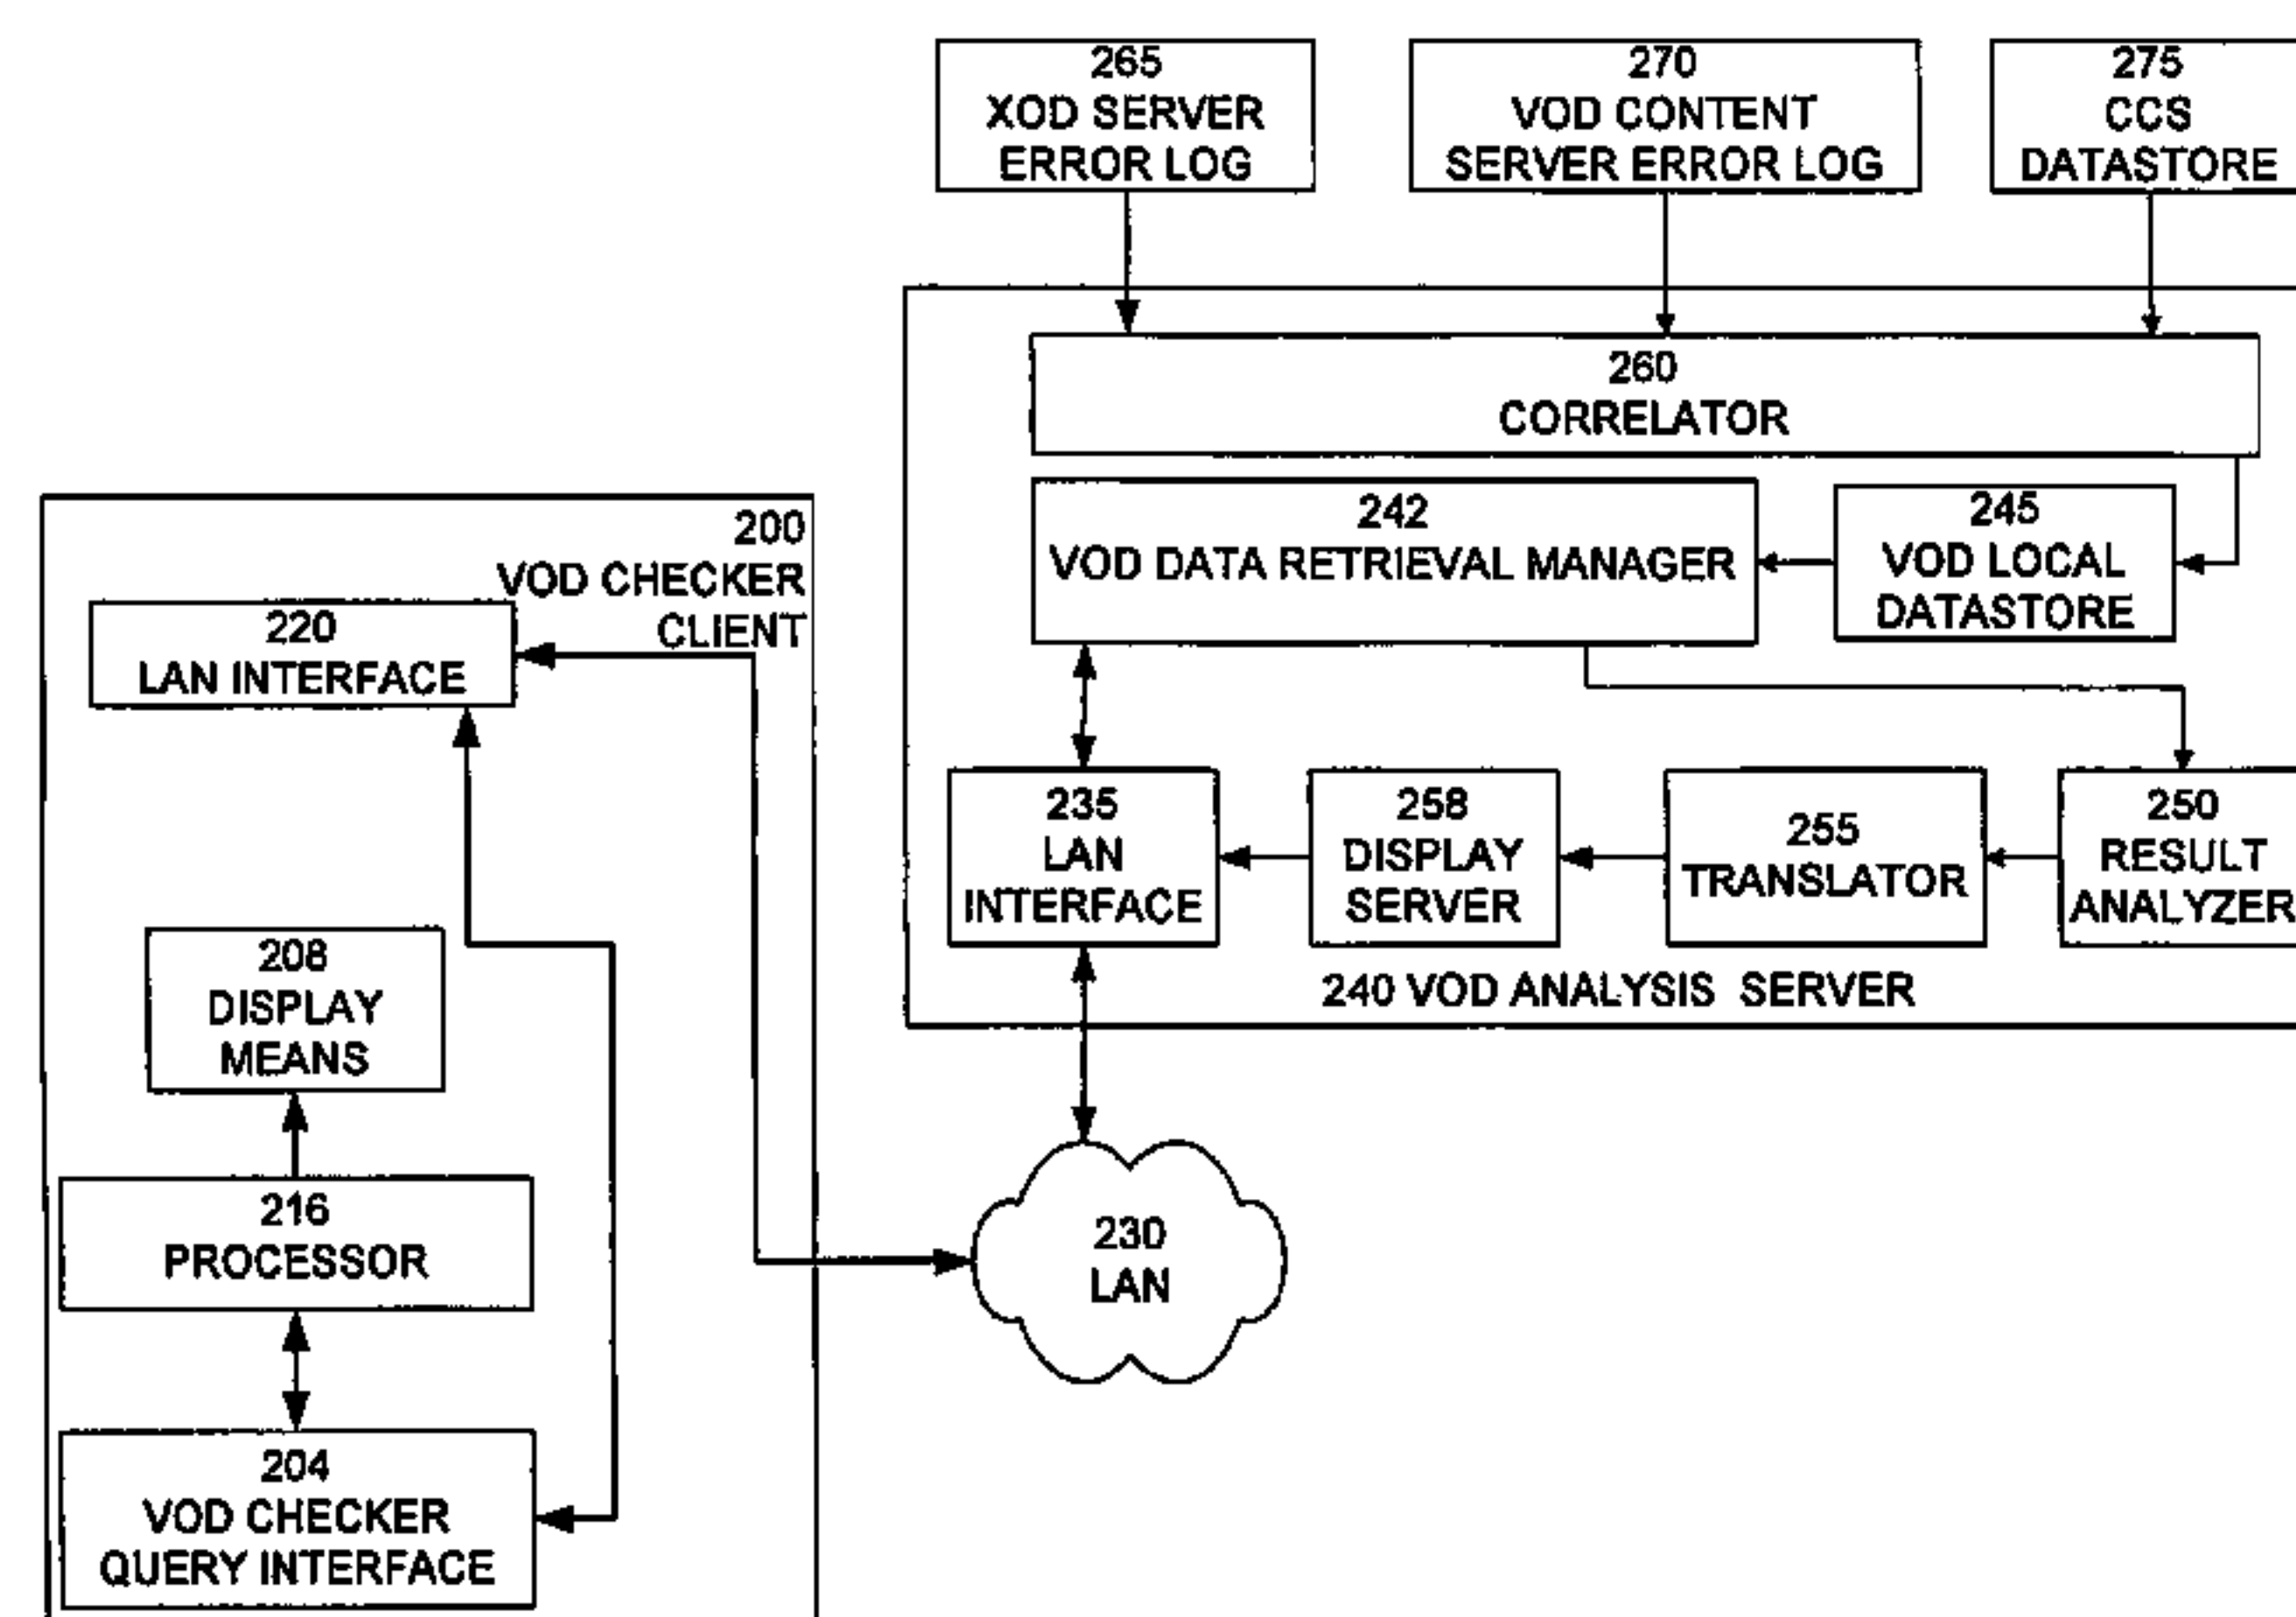 265
XOD SERVER
ERROR LOG
270
VOD CONTENT
SERVER ERROR LOG
275
CCS
DATASTORE
260
CORRELATOR
242
VOD DATA RETRIEVAL MANAGER
245
VOD LOCAL
DATASTORE
200
VOD CHECKER
CLIENT
220
LAN INTERFACE
235
LAN
INTERFACE
258
DISPLAY
SERVER
255
TRANSLATOR
250
RESULT
ANALYZER
240 VOD ANALYSIS SERVER
208
DISPLAY
MEANS
216
PROCESSOR
230
LAN
204
VOD CHECKER
QUERY INTERFACE